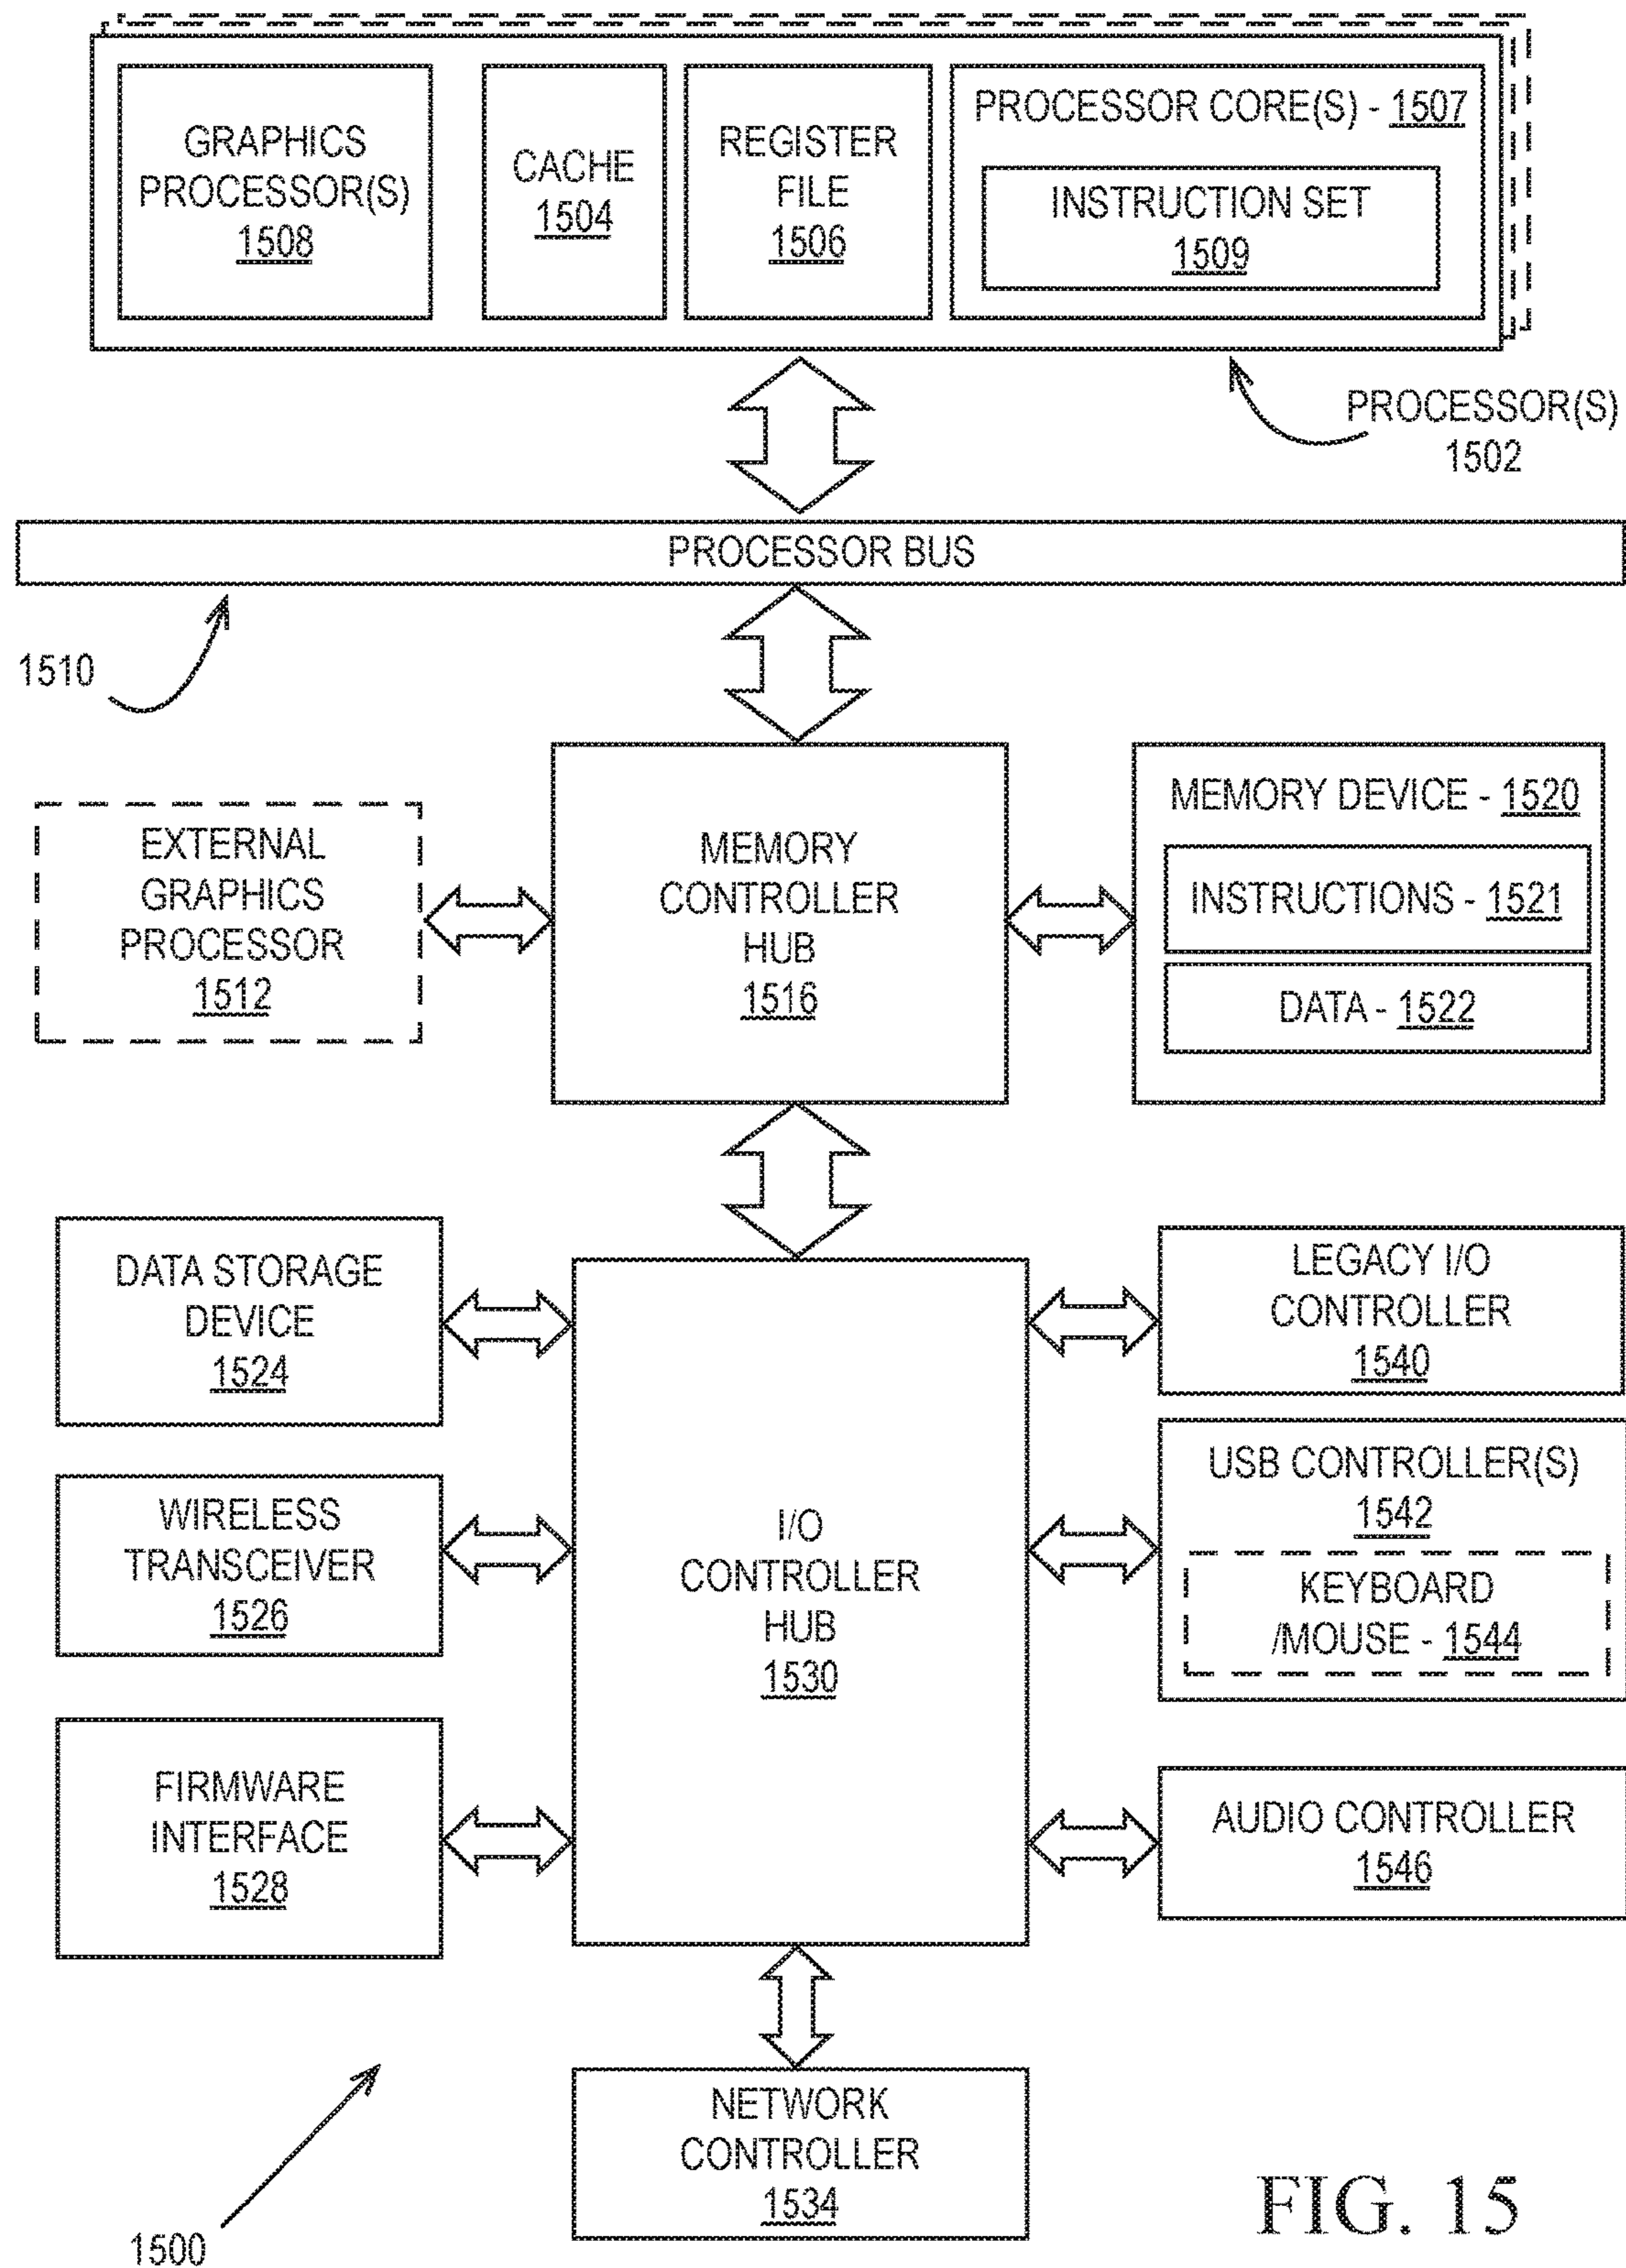 GRAPHICS
PROCESSOR(S)
1508
CACHE
1504
REGISTER
FILE
1506
PROCESSOR CORE(S) - 1507
INSTRUCTION SET
1509
PROCESSOR(S)
1502
PROCESSOR BUS
1510
EXTERNAL
GRAPHICS
PROCESSOR
1512
MEMORY
CONTROLLER
HUB
1516
MEMORY DEVICE - 1520
INSTRUCTIONS - 1521
DATA - 1522
DATA STORAGE
DEVICE
1524
WIRELESS
TRANSCEIVER
1526
FIRMWARE
INTERFACE
1528
I/O
CONTROLLER
HUB
1530
LEGACY I/O
CONTROLLER
1540
USB CONTROLLER(S)
1542
KEYBOARD
/MOUSE - 1544
AUDIO CONTROLLER
1546
NETWORK
CONTROLLER
1534
1500
FIG. 15